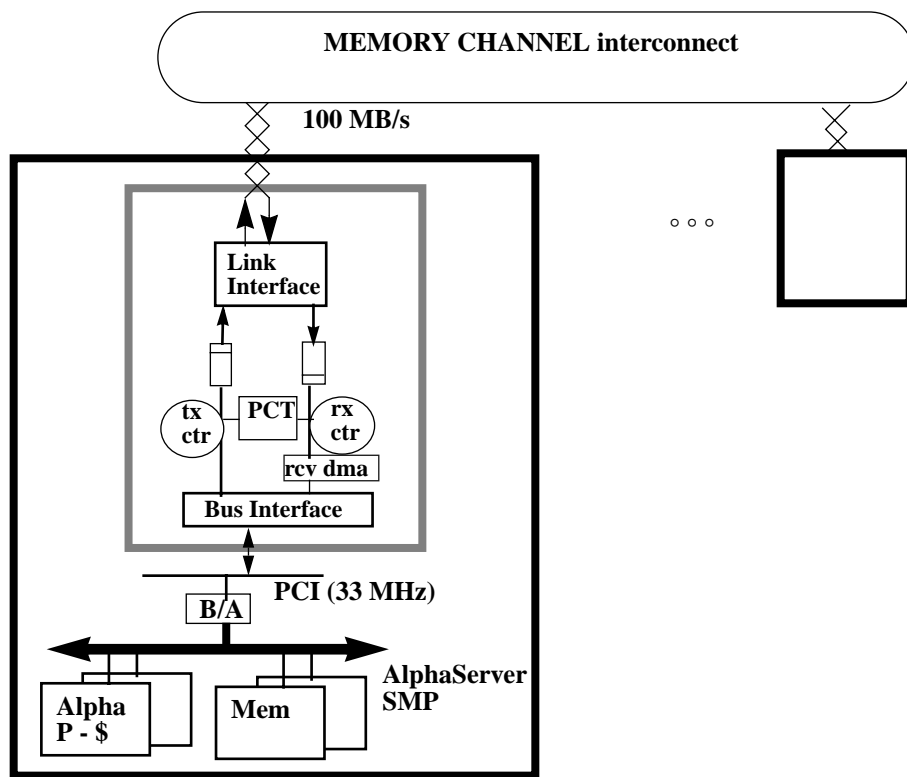 MEMORY CHANNEL interconnect
100 MB/s
Link
Interface
tx
ctr
PCT
rx
ctr
rcv dma
Bus Interface
PCI (33 MHz)
B/A
AlphaServer
SMP
Alpha
P - $
Mem